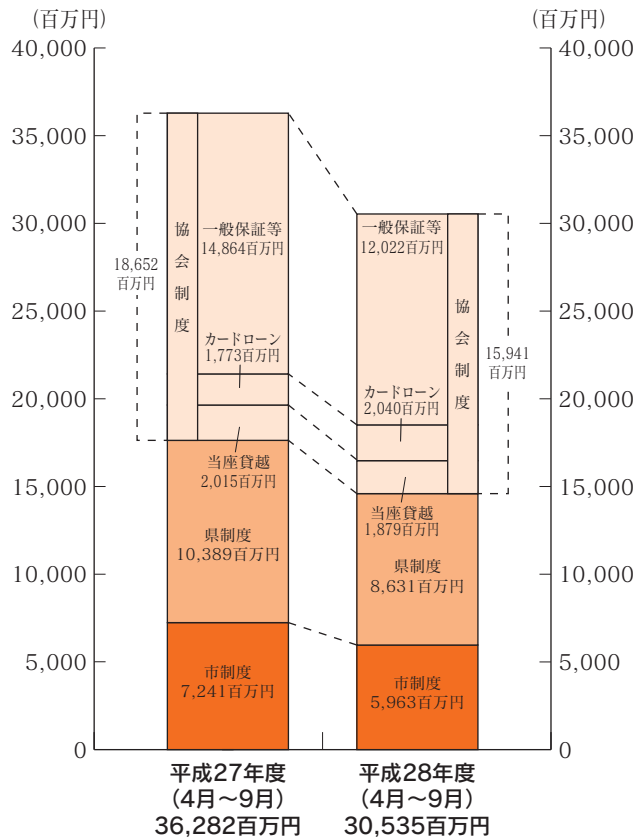 (百万円)
40,000
35,000
30,000
25,000
20,000
15,000
10,000
5,000
0
18,652
百万円
協会制度
一般保証等
14,864百万円
カードローン
1,773百万円
当座貸越
2,015百万円
県制度
10,389百万円
市制度
7,241百万円
平成27年度
(4月〜9月)
36,282百万円
一般保証等
12,022百万円
カードローン
2,040百万円
当座貸越
1,879百万円
県制度
8,631百万円
市制度
5,963百万円
協会制度
15,941
百万円
平成28年度
(4月〜9月)
30,535百万円
(百万円)
40,000
35,000
30,000
25,000
20,000
15,000
10,000
5,000
0